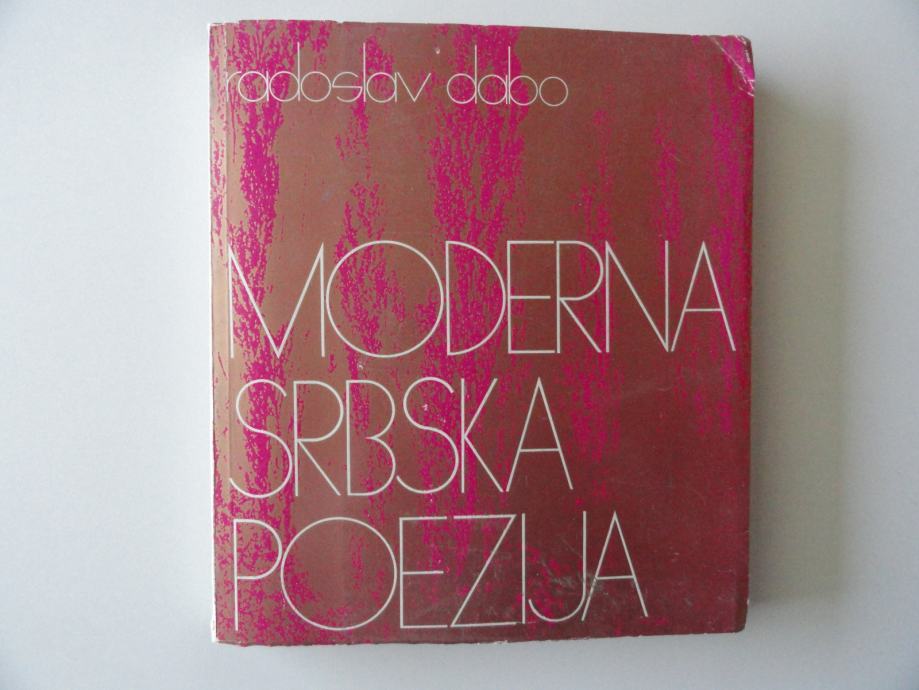 radoslav dabo
MODERNA
SRBSKA
POEZIJA